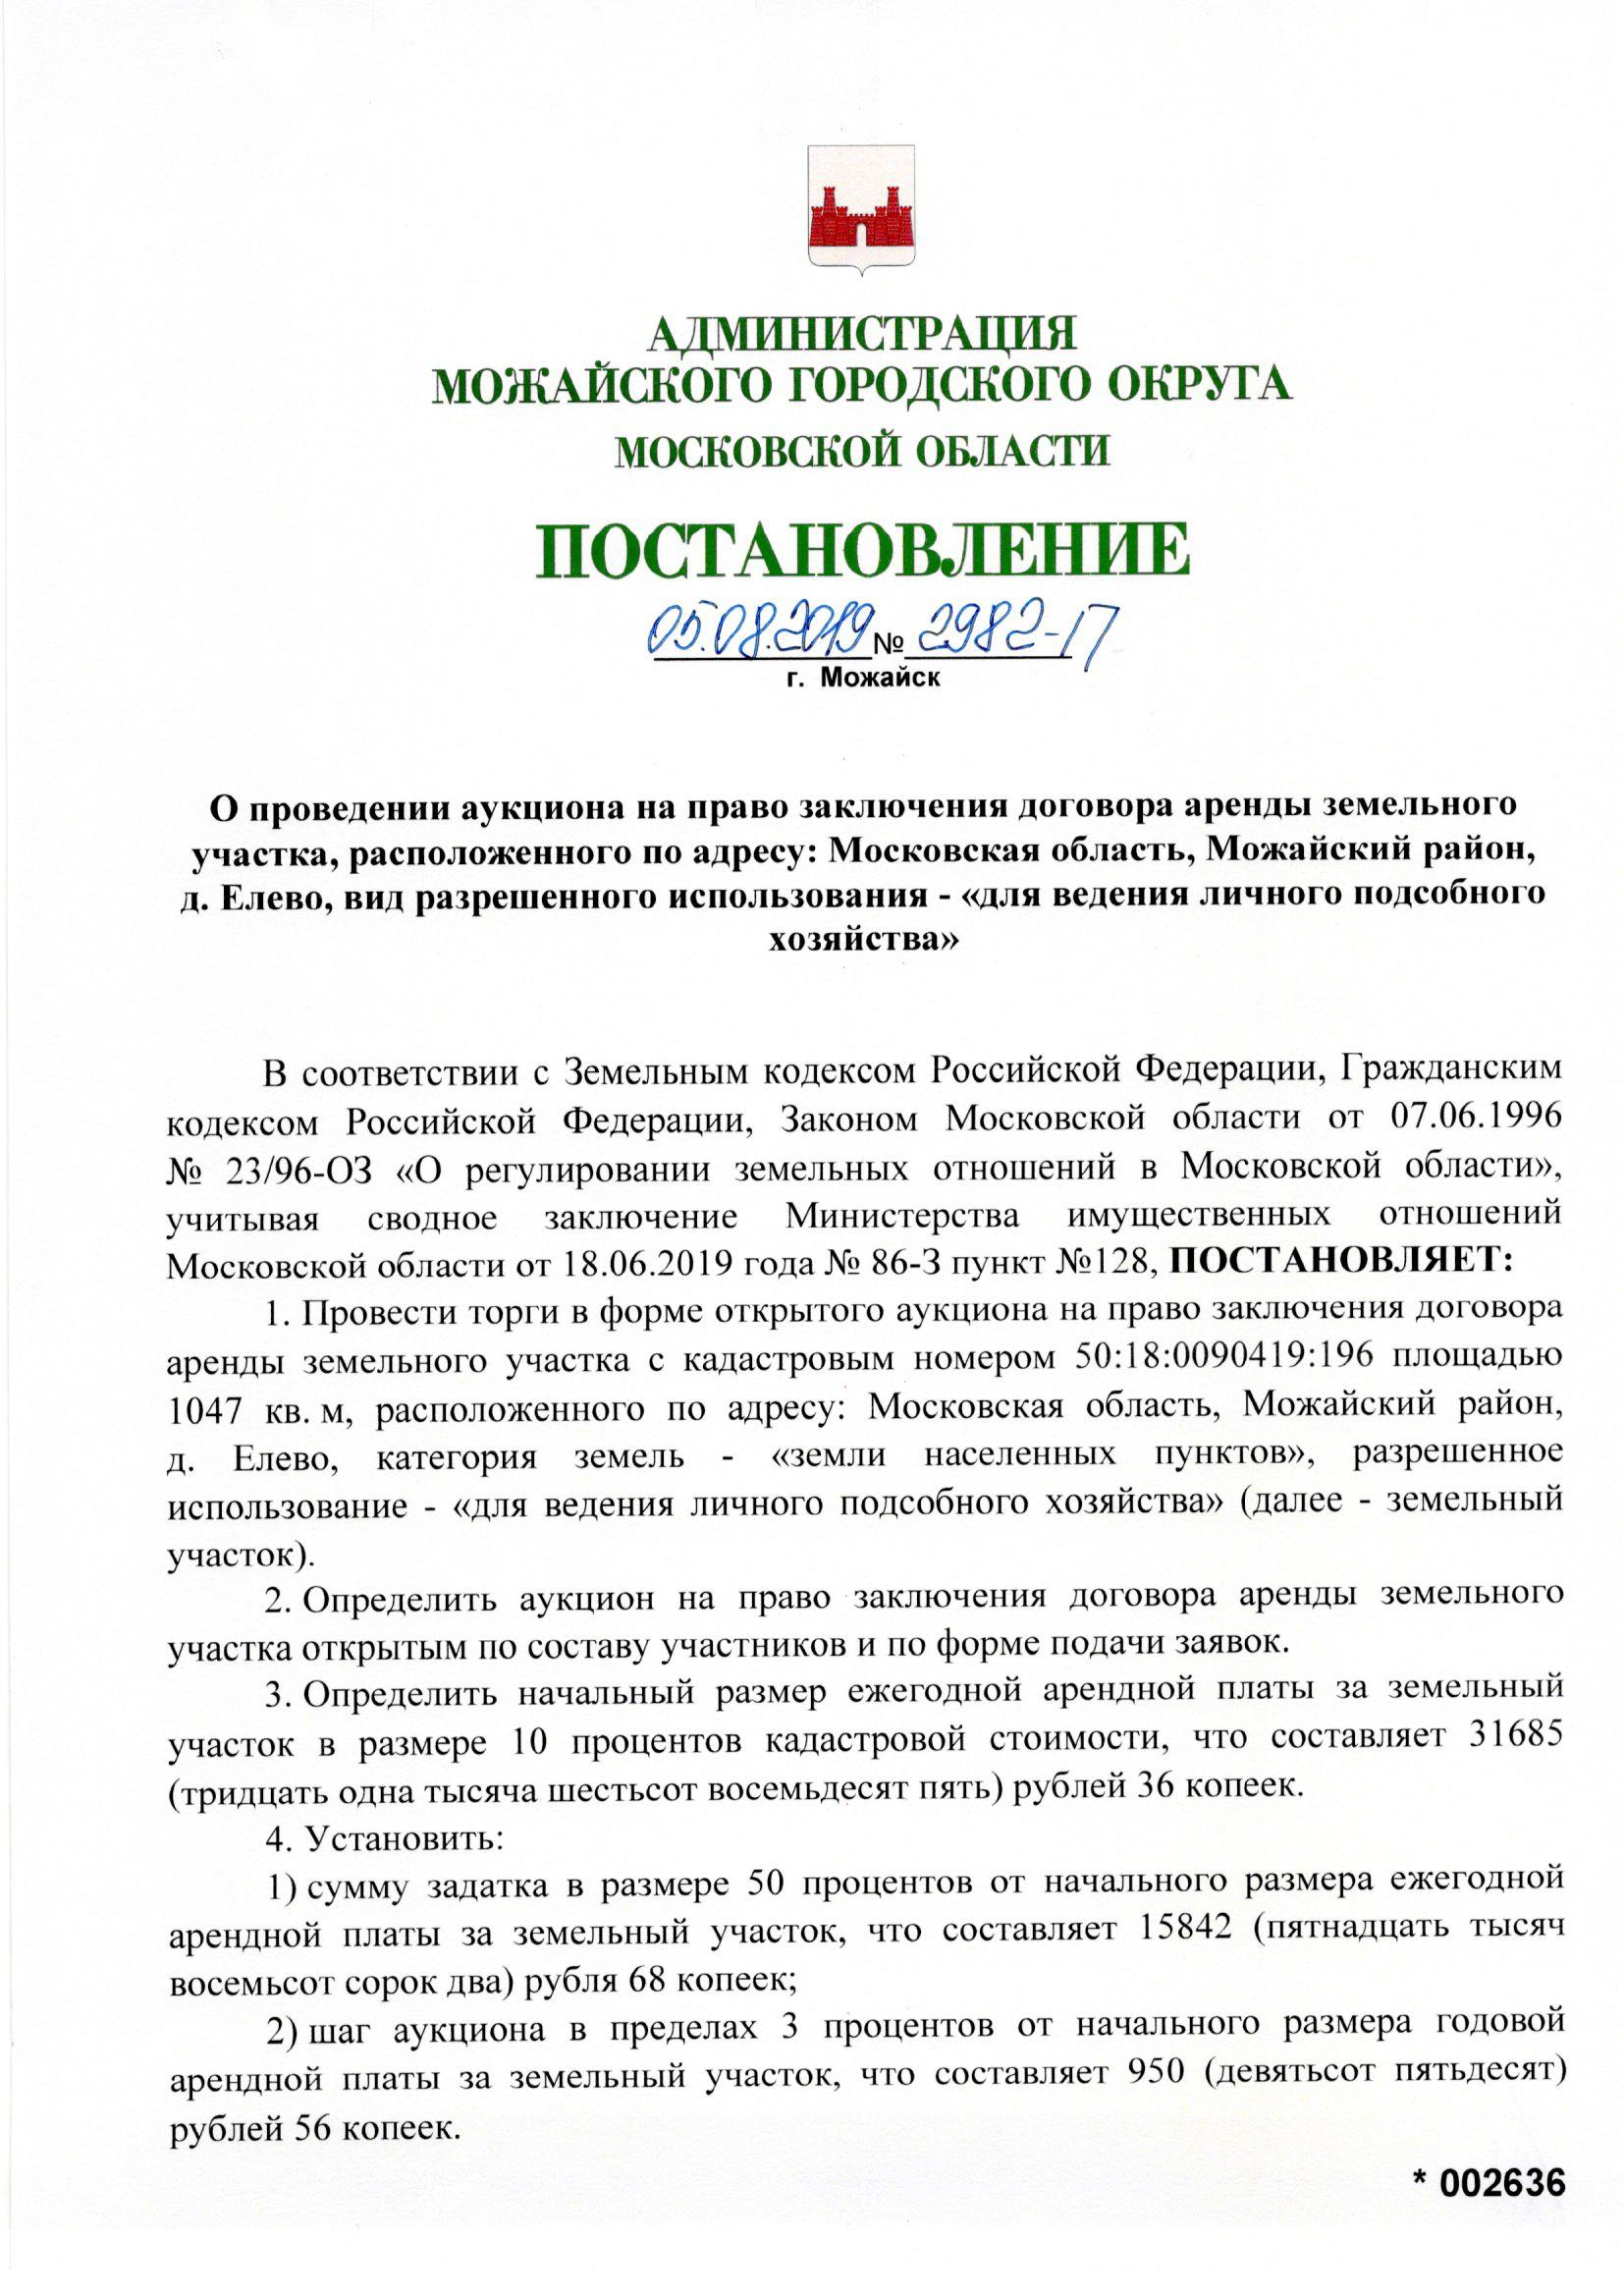 АДМИНИСТРАЦИЯ
МОЖАЙСКОГО ГОРОДСКОГО ОКРУГА
МОСКОВСКОЙ ОБЛАСТИ
ПОСТАНОВЛЕНИЕ
05.08.2019 № 2982-П
г. Можайск
О проведении аукциона на право заключения договора аренды земельного
участка, расположенного по адресу: Московская область, Можайский район,
д. Елево, вид разрешенного использования - «для ведения личного подсобного
хозяйства»
В соответствии с Земельным кодексом Российской Федерации, Гражданским
кодексом Российской Федерации, Законом Московской области от 07.06.1996
№ 23/96-ОЗ «О регулировании земельных отношений в Московской области»,
учитывая сводное заключение Министерства имущественных отношений
Московской области от 18.06.2019 года № 86-З пункт №128, ПОСТАНОВЛЯЕТ:
1. Провести торги в форме открытого аукциона на право заключения договора
аренды земельного участка с кадастровым номером 50:18:0090419:196 площадью
1047 кв. м, расположенного по адресу: Московская область, Можайский район,
д. Елево, категория земель - «земли населенных пунктов», разрешенное
использование - «для ведения личного подсобного хозяйства» (далее - земельный
участок).
2. Определить аукцион на право заключения договора аренды земельного
участка открытым по составу участников и по форме подачи заявок.
3. Определить начальный размер ежегодной арендной платы за земельный
участок в размере 10 процентов кадастровой стоимости, что составляет 31685
(тридцать одна тысяча шестьсот восемьдесят пять) рублей 36 копеек.
4. Установить:
1) сумму задатка в размере 50 процентов от начального размера ежегодной
арендной платы за земельный участок, что составляет 15842 (пятнадцать тысяч
восемьсот сорок два) рубля 68 копеек;
2) шаг аукциона в пределах 3 процентов от начального размера годовой
арендной платы за земельный участок, что составляет 950 (девятьсот пятьдесят)
рублей 56 копеек.
* 002636